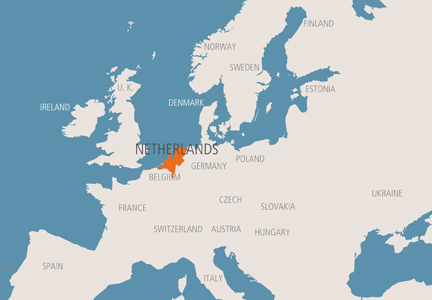 FINLAND
NORWAY
SWEDEN
U. K.
ESTONIA
IRELAND
DENMARK
NETHERLANDS
POLAND
GERMANY
BELGIUM
UKRAINE
CZECH
FRANCE
SLOVAKIA
SWITZERLAND
AUSTRIA
HUNGARY
SPAIN
ITALY